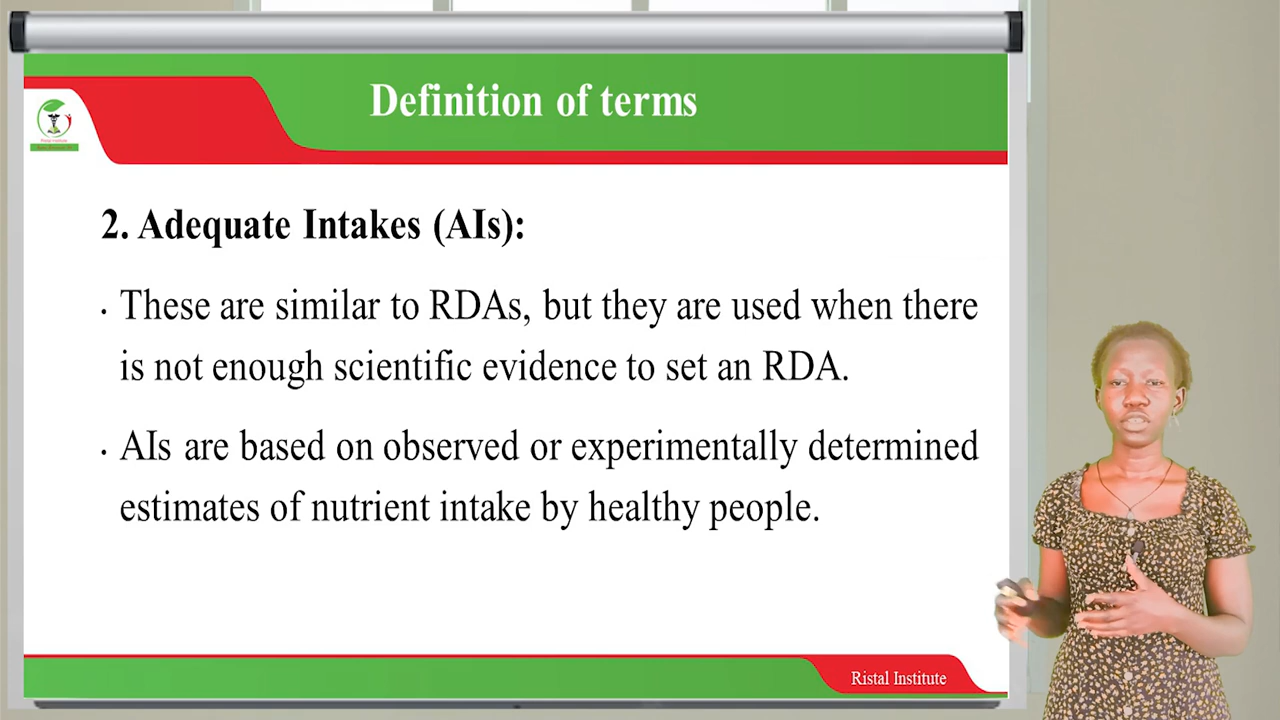 Definition of terms
2. Adequate Intakes (AIs):
• These are similar to RDAs, but they are used when there
is not enough scientific evidence to set an RDA.
• AIs are based on observed or experimentally determined
estimates of nutrient intake by healthy people.
Ristal Institute
Ristal Institute